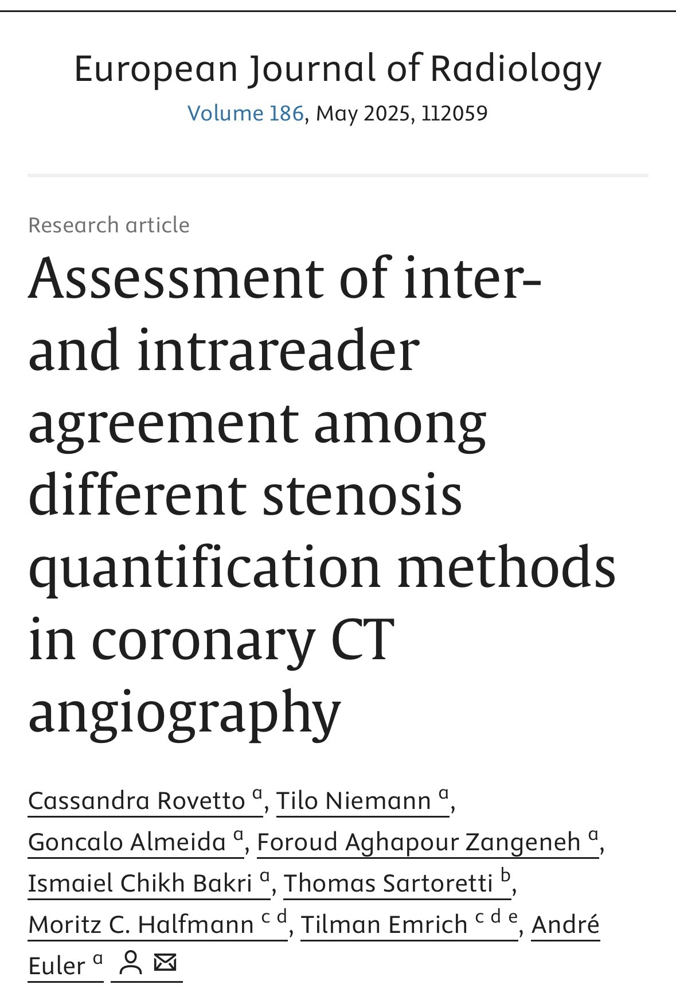 European Journal of Radiology
Volume 186, May 2025, 112059
Research article
Assessment of inter-
and intrareader
agreement among
different stenosis
quantification methods
in coronary CT
angiography
Cassandra Rovetto a, Tilo Niemann a,
Goncalo Almeida a, Foroud Aghapour Zangeneh a,
Ismaiel Chikh Bakri a, Thomas Sartoretti b,
Moritz C. Halfmann c d, Tilman Emrich c d e, André
Euler a